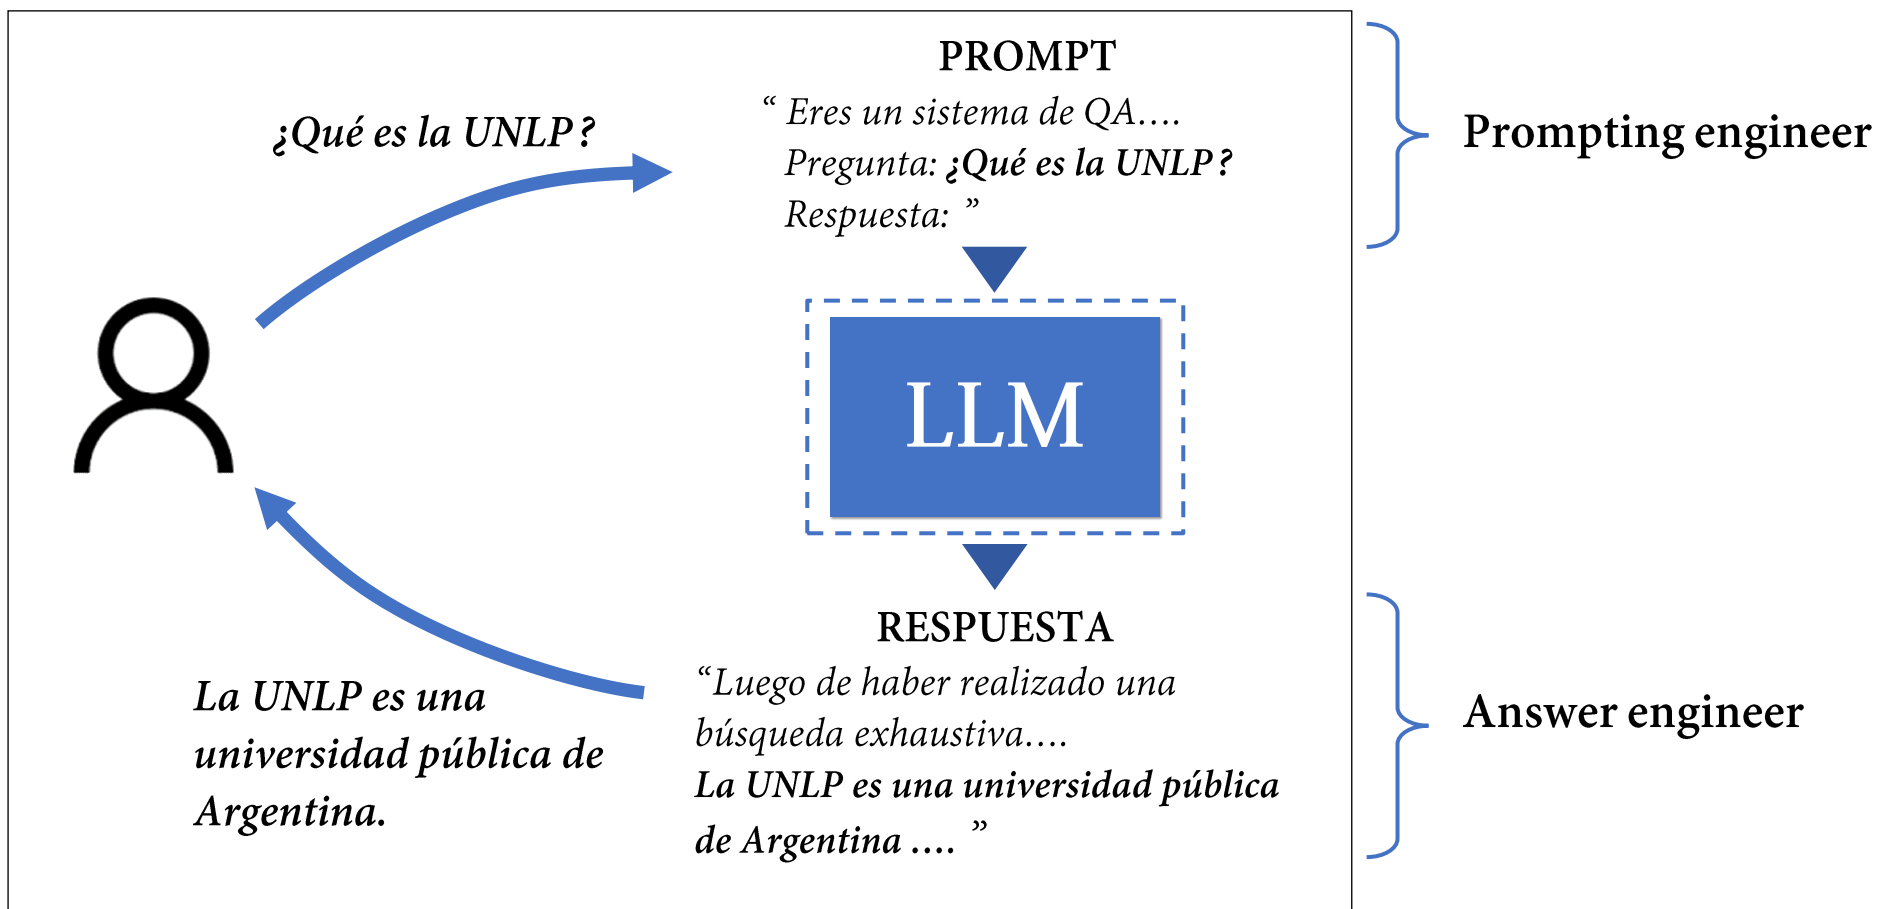 PROMPT
“ Eres un sistema de QA....
Pregunta: ¿Qué es la UNLP?
Respuesta: ”
Prompting engineer
¿Qué es la UNLP?
LLM
RESPUESTA
“Luego de haber realizado una
búsqueda exhaustiva....
La UNLP es una universidad pública
de Argentina .... ”
Answer engineer
La UNLP es una
universidad pública de
Argentina.